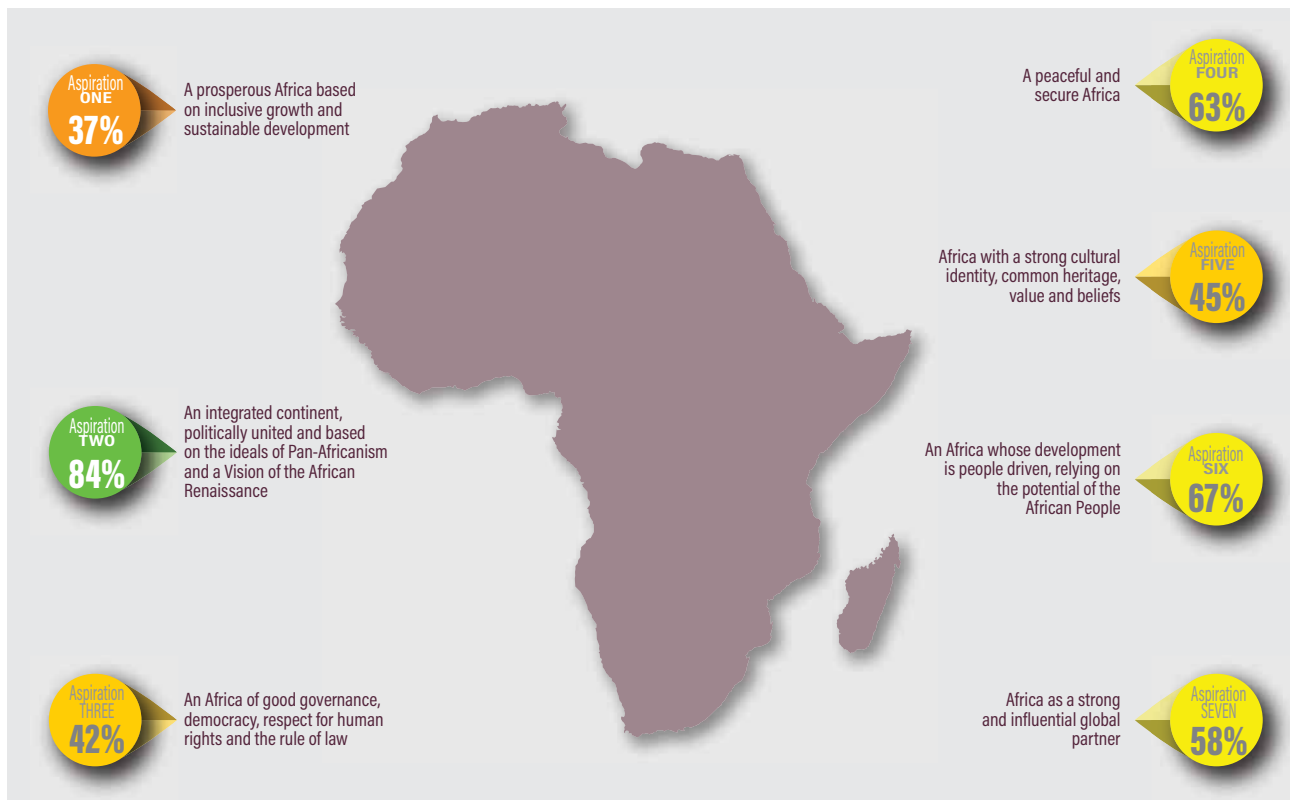 Aspiration
ONE
37%
A prosperous Africa based
on inclusive growth and
sustainable development
Aspiration
TWO
84%
An integrated continent,
politically united and based
on the ideals of Pan-Africanism
and a Vision of the African
Renaissance
Aspiration
THREE
42%
An Africa of good governance,
democracy, respect for human
rights and the rule of law
A peaceful and
secure Africa
Aspiration
FOUR
63%
Africa with a strong cultural
identity, common heritage,
value and beliefs
Aspiration
FIVE
45%
An Africa whose development
is people driven, relying on
the potential of the
African People
Aspiration
SIX
67%
Africa as a strong
and influential global
partner
Aspiration
SEVEN
58%